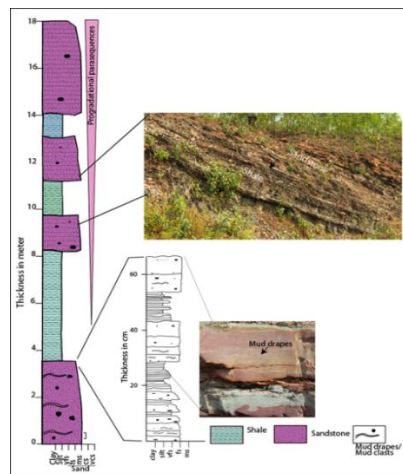 18
16
14
12
10
8
6
4
2
0
Thickness in meter
Progradational parasequences
clay
silt
vfs
fs
ms
cs
vcs
Sand
Shale
Thickness in cm
60
40
20
clay
silt
vfs
fs
ms
Mud drapes
Shale
Sandstone
Mud drapes/
Mud clasts